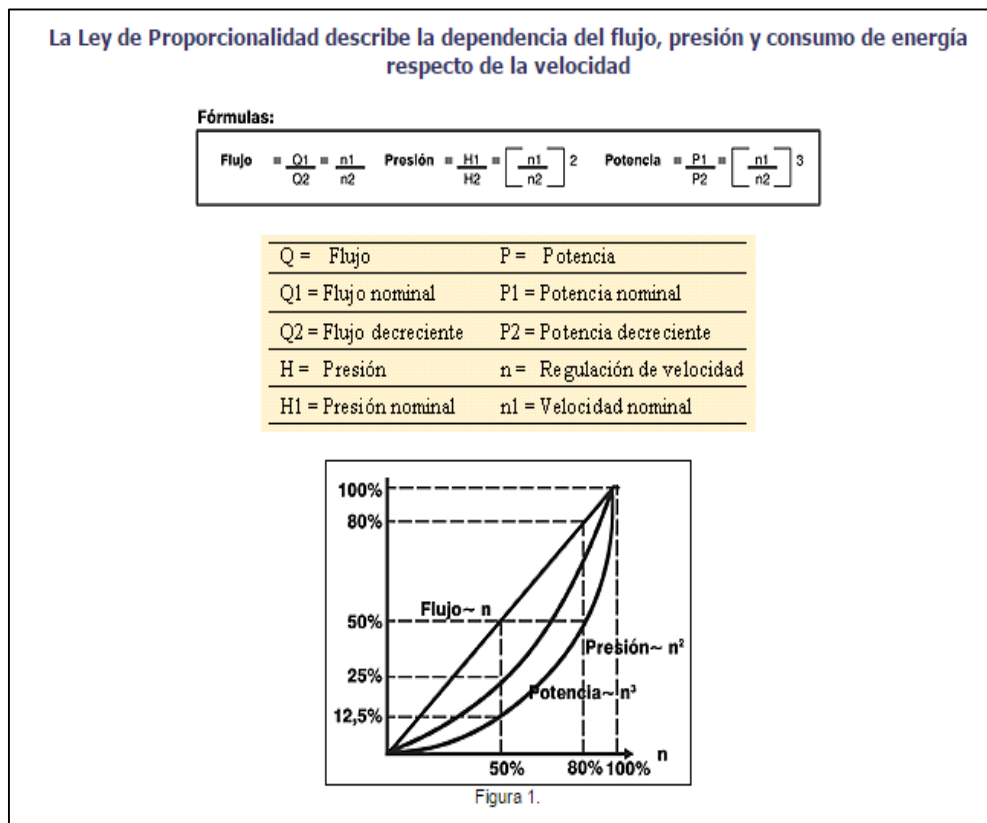 La Ley de Proporcionalidad describe la dependencia del flujo, presión y consumo de energía
respecto de la velocidad
Fórmulas:
Flujo = Q1/Q2 = n1/n2 Presión = H1/H2 = [n1/n2] 2 Potencia = P1/P2 = [n1/n2] 3
Q = Flujo P = Potencia
Q1 = Flujo nominal P1 = Potencia nominal
Q2 = Flujo decreciente P2 = Potencia decreciente
H = Presión n = Regulación de velocidad
H1 = Presión nominal n1 = Velocidad nominal
100%
80%
Flujo~ n
50%
Presión~ n²
25%
Potencia~ n³
12,5%
n
50% 80% 100%
Figura 1.